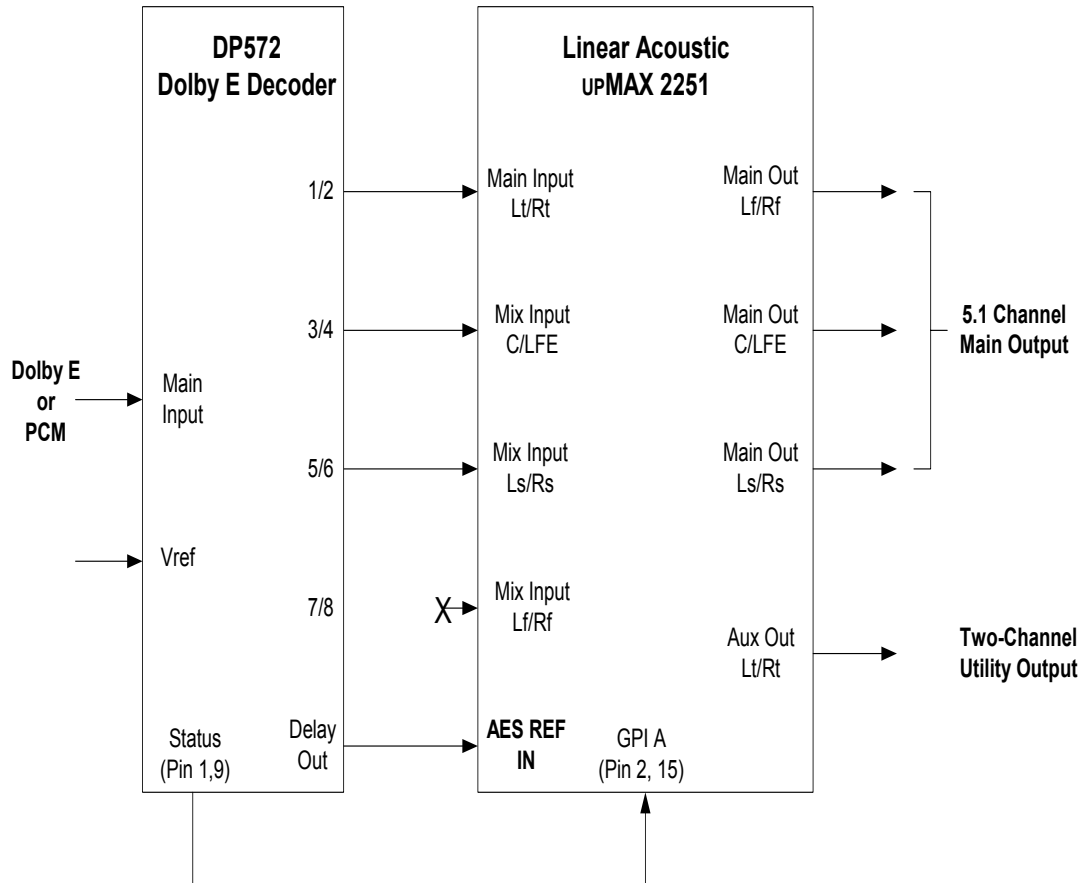 DP572
Dolby E Decoder
Linear Acoustic
UPMAX 2251
1/2
Main Input
Lt/Rt
Main Out
Lf/Rf
3/4
Mix Input
C/LFE
Main Out
C/LFE
5.1 Channel
Main Output
Dolby E
or
PCM
Main
Input
5/6
Mix Input
Ls/Rs
Main Out
Ls/Rs
Vref
7/8
X
Mix Input
Lf/Rf
Aux Out
Lt/Rt
Two-Channel
Utility Output
Status
(Pin 1,9)
Delay
Out
AES REF
IN
GPI A
(Pin 2, 15)